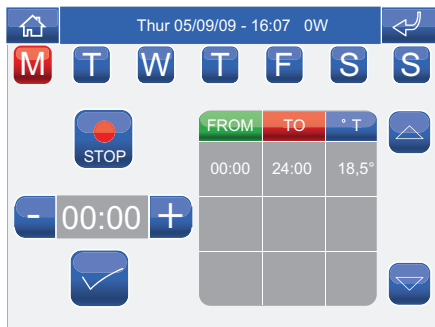 Thur 05/09/09 - 16:07 0W
M T W T F S S
STOP
FROM TO ° T
00:00 24:00 18,5°
- 00:00 +